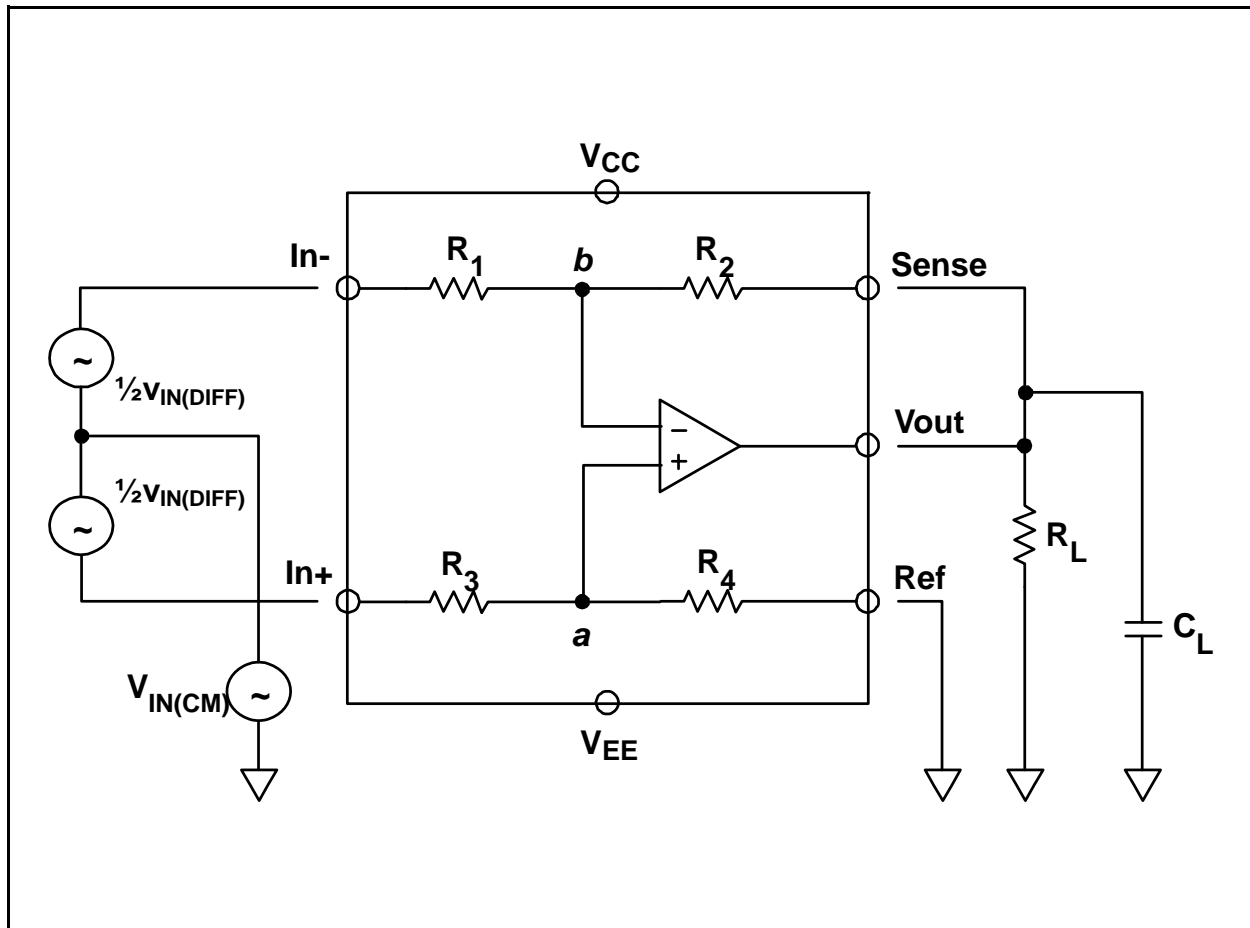 VCC
In-
R1
b
R2
Sense
~
½vIN(DIFF)
−
+
Vout
~
½vIN(DIFF)
RL
In+
R3
a
R4
Ref
CL
VIN(CM)
~
VEE